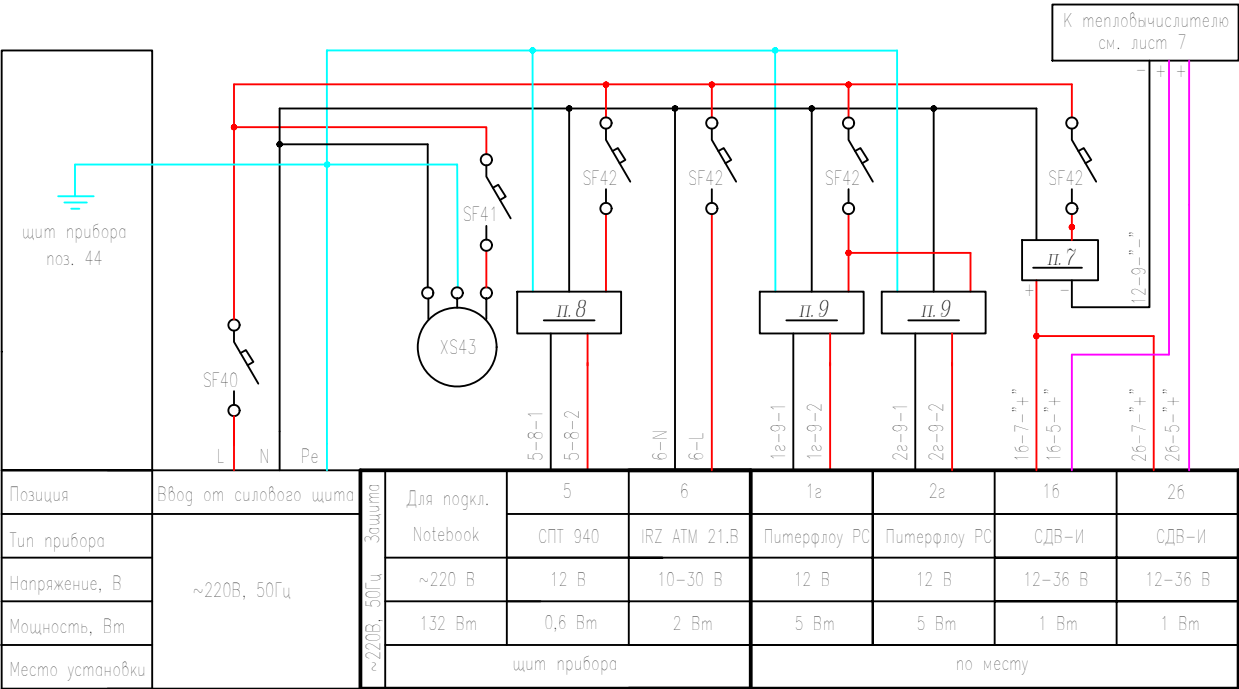 К тепловычислителю
см. лист 7
- + +
щит прибора
поз. 44
SF40
SF41
SF42
SF42
SF42
SF42
XS43
п.8
п.9
п.9
п.7
+ -
12-9-"-"
L N Pe
5-8-1
5-8-2
6-N
6-L
1г-9-1
1г-9-2
2г-9-1
2г-9-2
1б-7-"+"
1б-5-"+"
2б-7-"+"
2б-5-"+"
Позиция
Ввод от силового щита
~220В, 50Гц Защита
Для подкл.
Notebook
5 6 1г 2г 1б 2б
Тип прибора
СПТ 940 IRZ ATM 21.B Питерфлоу РС Питерфлоу РС СДВ-И СДВ-И
Напряжение, В
~220В, 50Гц
~220 В 12 В 10-30 В 12 В 12 В 12-36 В 12-36 В
Мощность, Вт
132 Вт 0,6 Вт 2 Вт 5 Вт 5 Вт 1 Вт 1 Вт
Место установки
щит прибора по месту